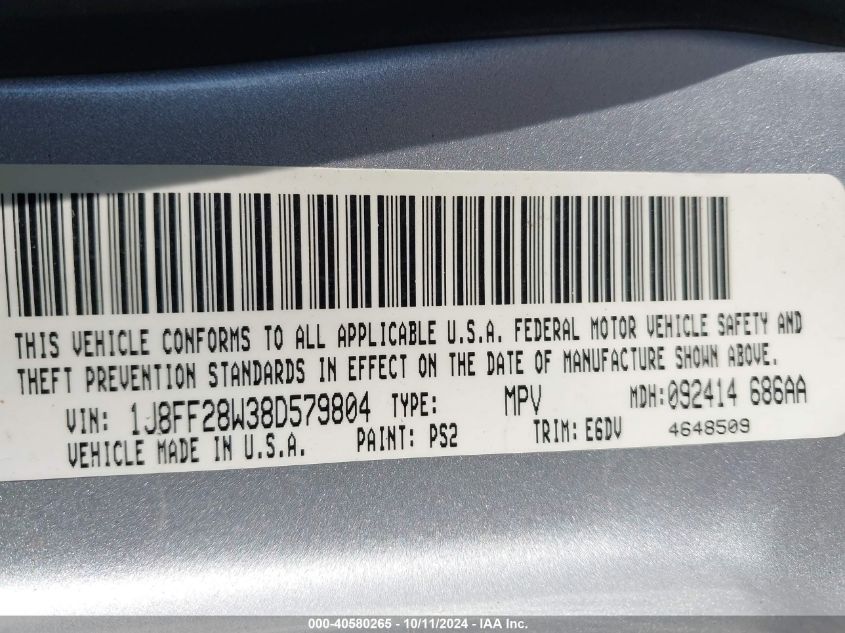 THIS VEHICLE CONFORMS TO ALL APPLICABLE U.S.A. FEDERAL MOTOR VEHICLE SAFETY AND
THEFT PREVENTION STANDARDS IN EFFECT ON THE DATE OF MANUFACTURE SHOWN ABOVE.
VIN: 1J8FF28W38D579804 TYPE: MPV MDH:092414 686AA
VEHICLE MADE IN U.S.A. PAINT: PS2 TRIM: E6DV 4648509
000-40580265 - 10/11/2024 - IAA Inc.